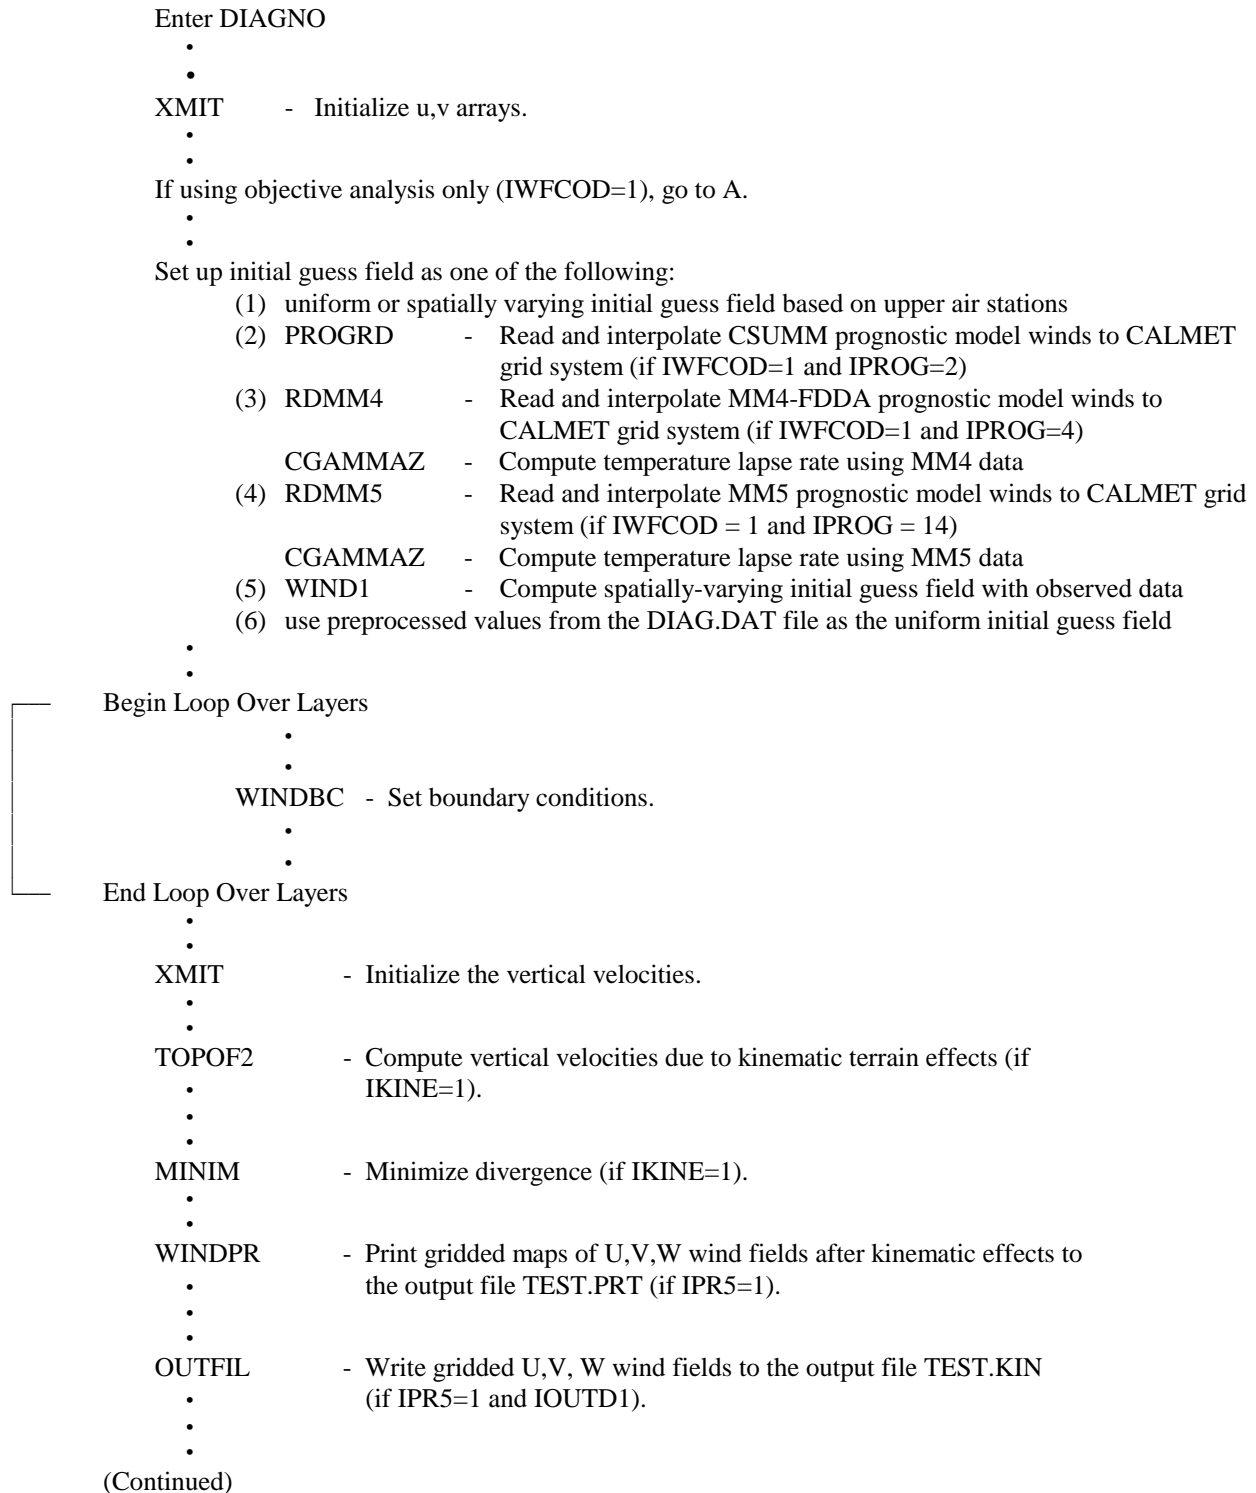 Enter DIAGNO
•
•
XMIT - Initialize u,v arrays.
•
•
If using objective analysis only (IWFCOD=1), go to A.
•
•
Set up initial guess field as one of the following:
(1) uniform or spatially varying initial guess field based on upper air stations
(2) PROGRD - Read and interpolate CSUMM prognostic model winds to CALMET
grid system (if IWFCOD=1 and IPROG=2)
(3) RDMM4 - Read and interpolate MM4-FDDA prognostic model winds to
CALMET grid system (if IWFCOD=1 and IPROG=4)
CGAMMAZ - Compute temperature lapse rate using MM4 data
(4) RDMM5 - Read and interpolate MM5 prognostic model winds to CALMET grid
system (if IWFCOD = 1 and IPROG = 14)
CGAMMAZ - Compute temperature lapse rate using MM5 data
(5) WIND1 - Compute spatially-varying initial guess field with observed data
(6) use preprocessed values from the DIAG.DAT file as the uniform initial guess field
•
•
Begin Loop Over Layers
•
•
WINDBC - Set boundary conditions.
•
•
End Loop Over Layers
•
•
XMIT - Initialize the vertical velocities.
•
•
TOPOF2 - Compute vertical velocities due to kinematic terrain effects (if
• IKINE=1).
•
•
MINIM - Minimize divergence (if IKINE=1).
•
•
WINDPR - Print gridded maps of U,V,W wind fields after kinematic effects to
• the output file TEST.PRT (if IPR5=1).
•
•
OUTFIL - Write gridded U,V, W wind fields to the output file TEST.KIN
• (if IPR5=1 and IOUTD1).
•
•
(Continued)